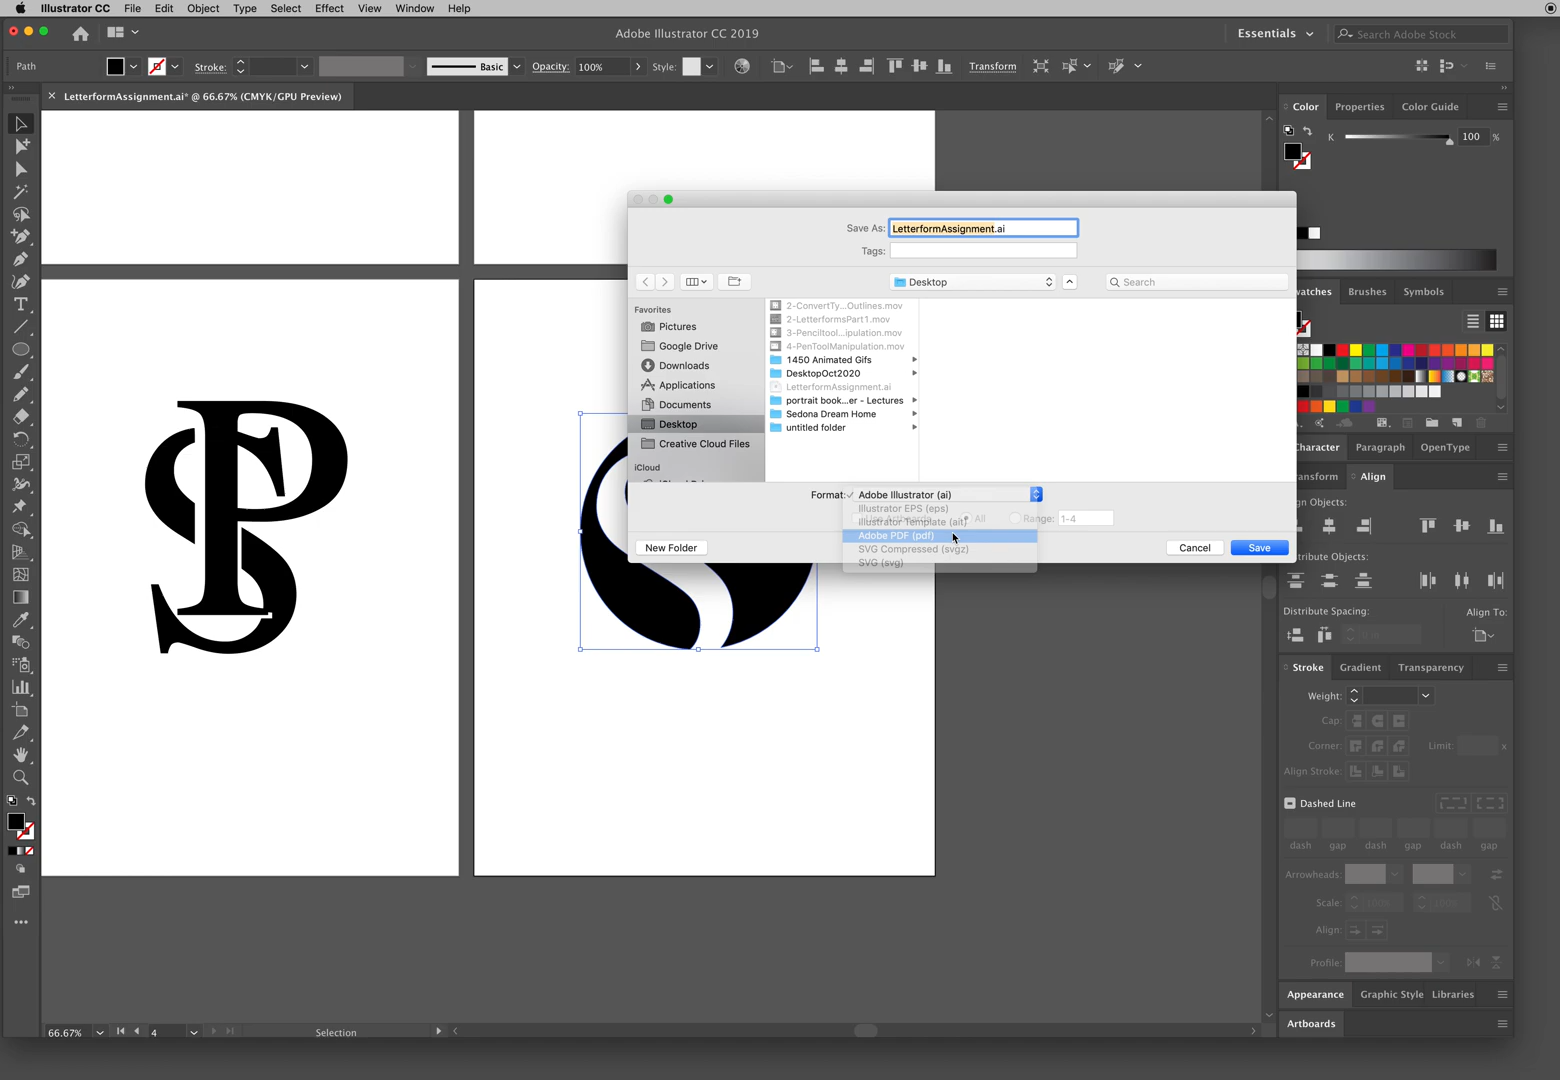 Illustrator CC File Edit Object Type Select Effect View Window Help
Adobe Illustrator CC 2019
Essentials
Search Adobe Stock
Path
Stroke:
Basic
Opacity: 100%
Style:
Transform
LetterformAssignment.ai* @ 66.67% (CMYK/GPU Preview)
Color Properties Color Guide
K 100 %
Save As: LetterformAssignment.ai
Tags:
Desktop
Search
Favorites
Pictures
Google Drive
Downloads
Applications
Documents
Desktop
Creative Cloud Files
iCloud
2-ConvertTy...Outlines.mov
2-LetterformsPart1.mov
3-Penciltool...ipulation.mov
4-PenToolManipulation.mov
1450 Animated Gifs
DesktopOct2020
LetterformAssignment.ai
portrait book...er - Lectures
Sedona Dream Home
untitled folder
Format: ✓ Adobe Illustrator (ai)
Illustrator EPS (eps)
Illustrator Template (ait)
Adobe PDF (pdf)
SVG Compressed (svgz)
SVG (svg)
All
Range: 1-4
New Folder
Cancel
Save
watches Brushes Symbols
Character Paragraph OpenType
ansform Align
gn Objects:
tribute Objects:
Distribute Spacing: Align To:
Stroke Gradient Transparency
Weight:
Cap:
Corner: Limit: x
Align Stroke:
Dashed Line
dash gap dash gap dash gap
Arrowheads:
Scale: 100% 100%
Align:
Profile:
Appearance Graphic Style Libraries
Artboards
66.67% 4 Selection
PS